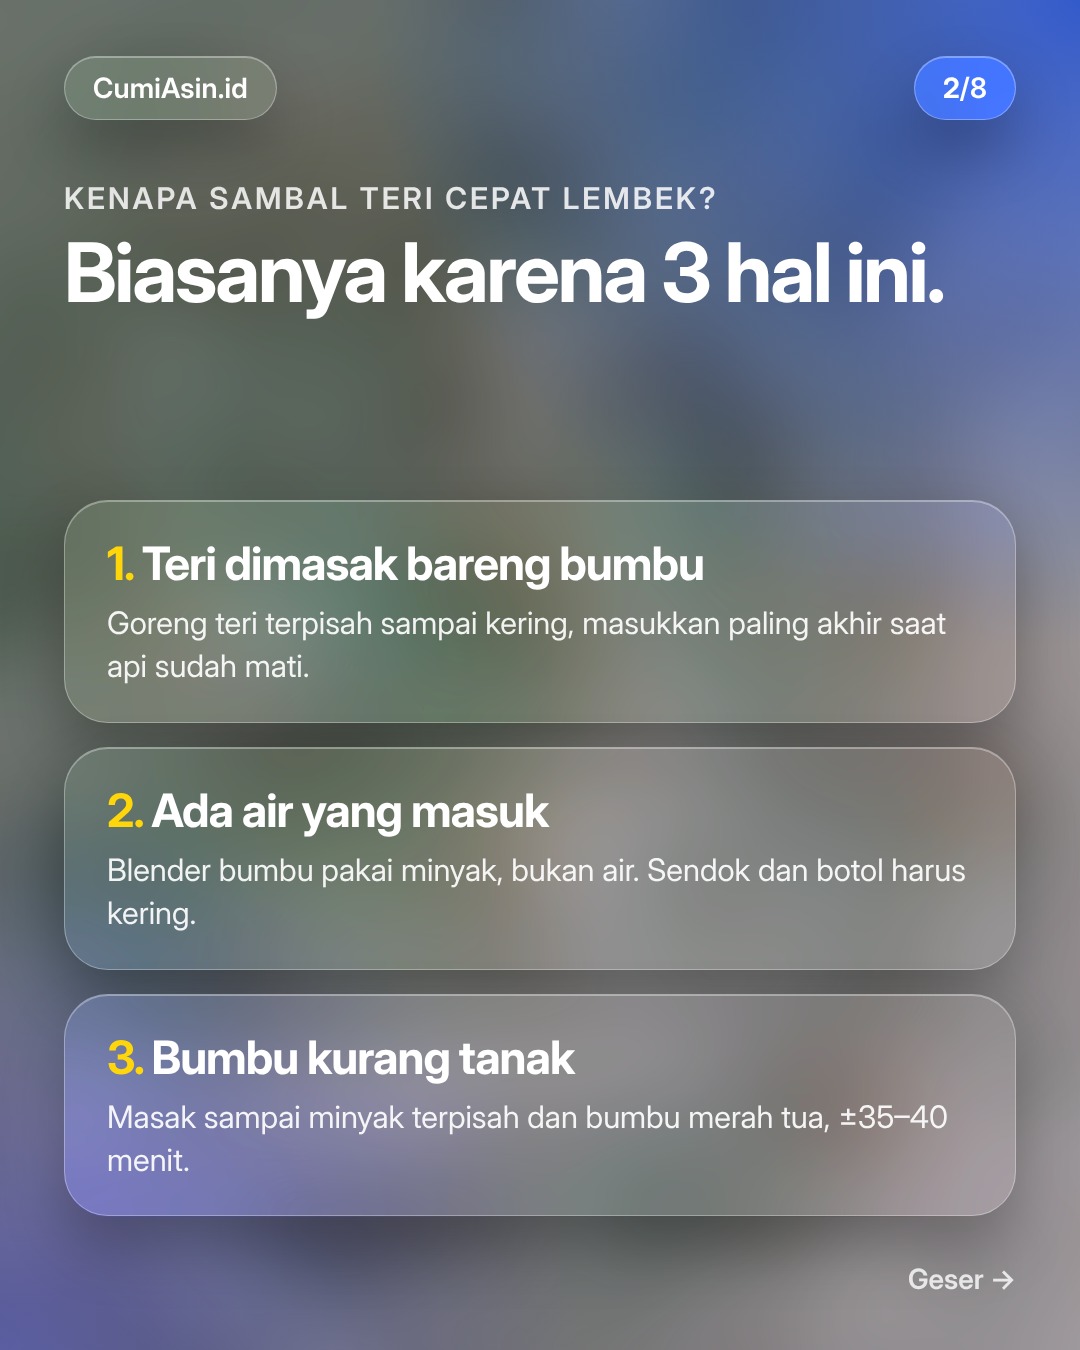 CumiAsin.id
2/8
KENAPA SAMBAL TERI CEPAT LEMBEK?
Biasanya karena 3 hal ini.
1. Teri dimasak bareng bumbu
Goreng teri terpisah sampai kering, masukkan paling akhir saat
api sudah mati.
2. Ada air yang masuk
Blender bumbu pakai minyak, bukan air. Sendok dan botol harus
kering.
3. Bumbu kurang tanak
Masak sampai minyak terpisah dan bumbu merah tua, ±35–40
menit.
Geser →